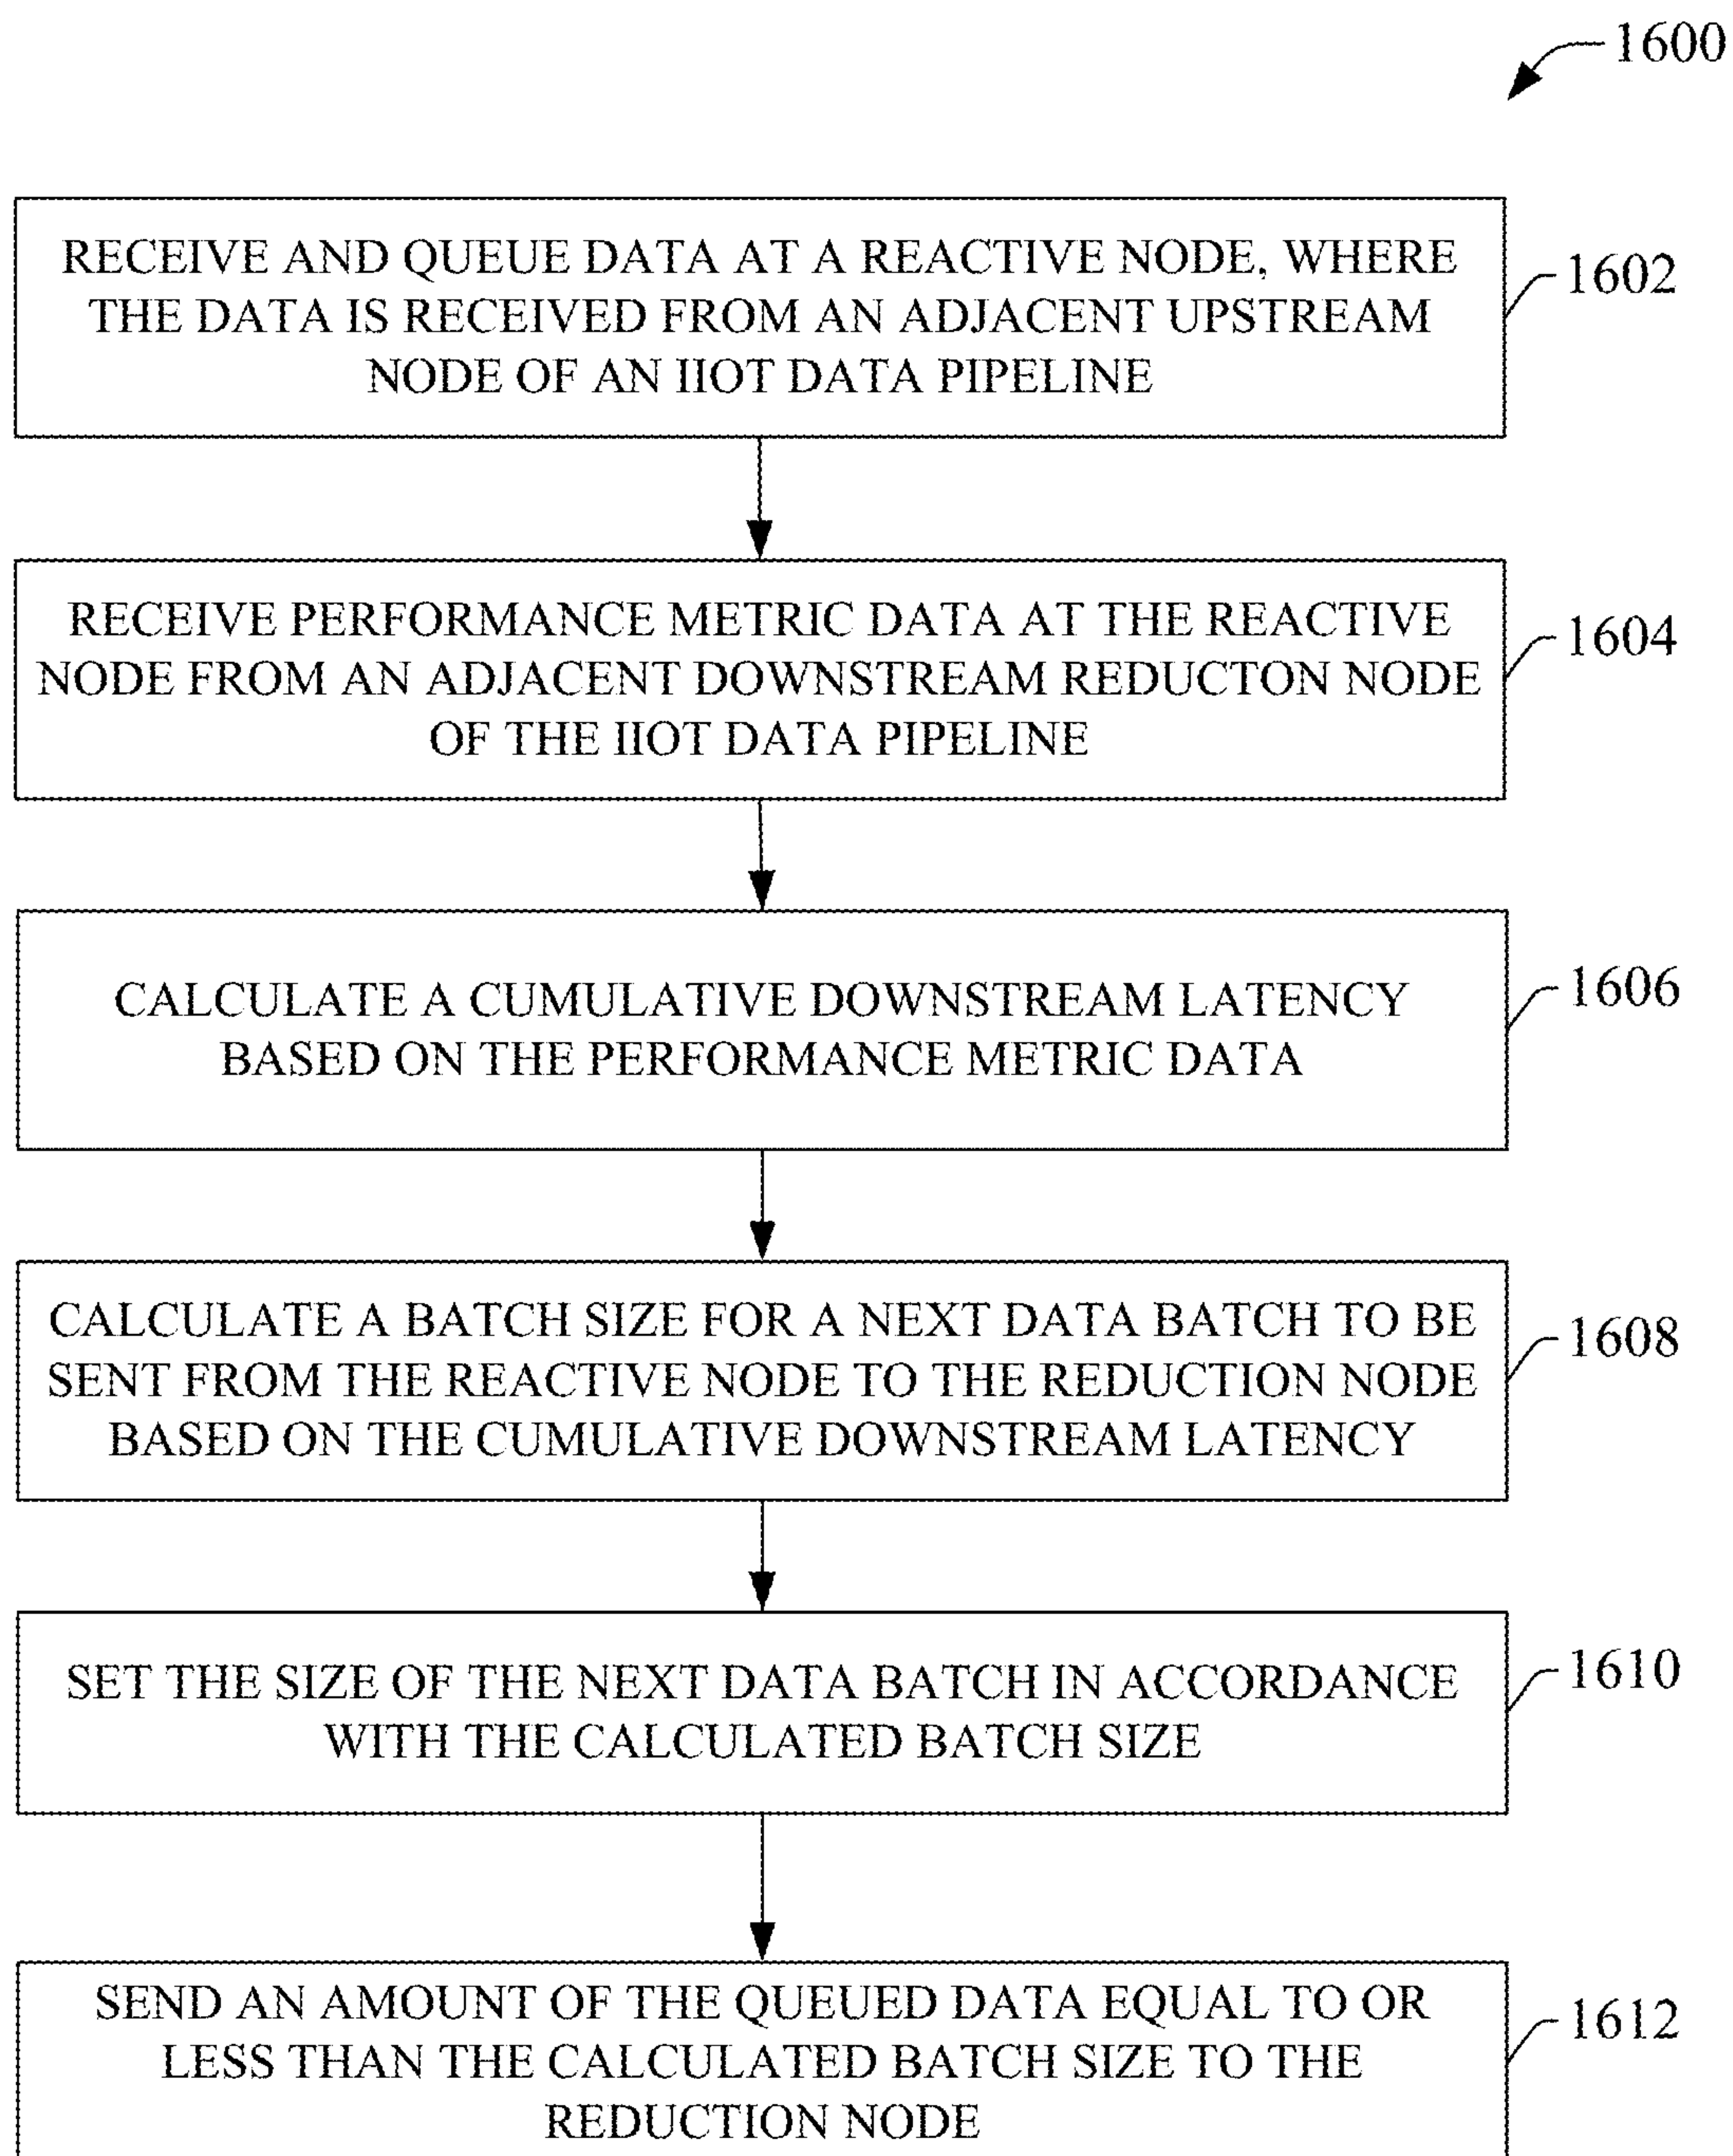 1600
RECEIVE AND QUEUE DATA AT A REACTIVE NODE, WHERE
THE DATA IS RECEIVED FROM AN ADJACENT UPSTREAM
NODE OF AN IIOT DATA PIPELINE
1602
RECEIVE PERFORMANCE METRIC DATA AT THE REACTIVE
NODE FROM AN ADJACENT DOWNSTREAM REDUCTON NODE
OF THE IIOT DATA PIPELINE
1604
CALCULATE A CUMULATIVE DOWNSTREAM LATENCY
BASED ON THE PERFORMANCE METRIC DATA
1606
CALCULATE A BATCH SIZE FOR A NEXT DATA BATCH TO BE
SENT FROM THE REACTIVE NODE TO THE REDUCTION NODE
BASED ON THE CUMULATIVE DOWNSTREAM LATENCY
1608
SET THE SIZE OF THE NEXT DATA BATCH IN ACCORDANCE
WITH THE CALCULATED BATCH SIZE
1610
SEND AN AMOUNT OF THE QUEUED DATA EQUAL TO OR
LESS THAN THE CALCULATED BATCH SIZE TO THE
REDUCTION NODE
1612